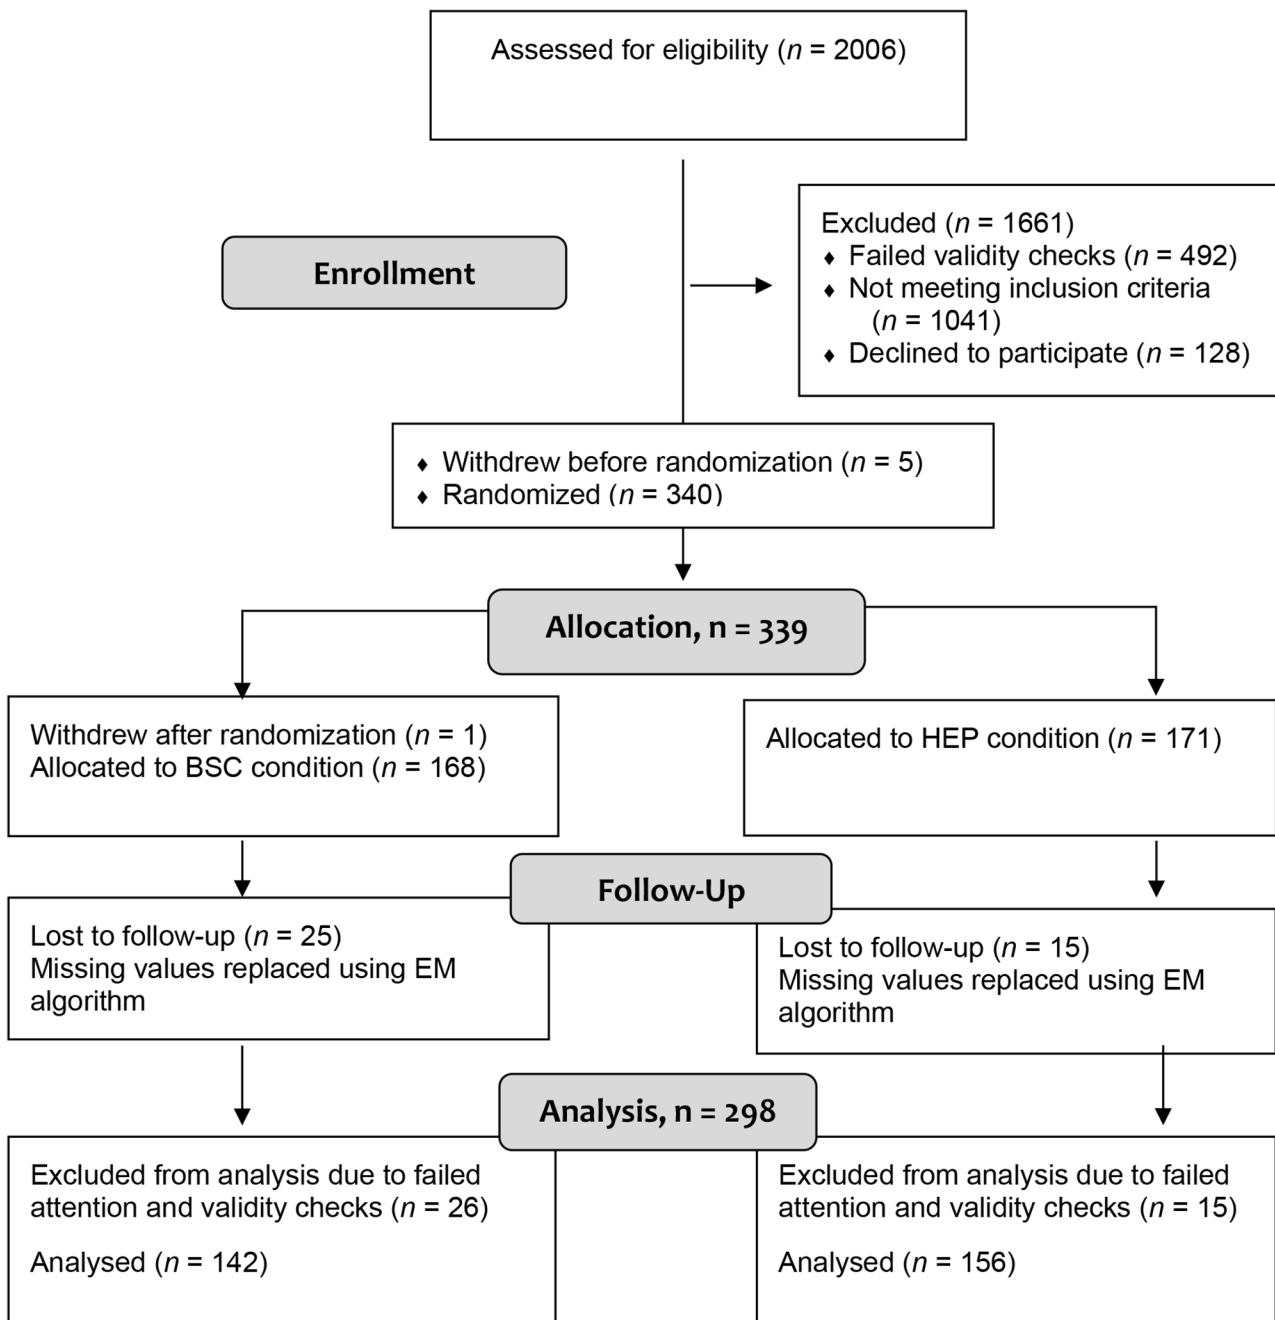 Assessed for eligibility (n = 2006)
Enrollment
Excluded (n = 1661)
♦ Failed validity checks (n = 492)
♦ Not meeting inclusion criteria
(n = 1041)
♦ Declined to participate (n = 128)
♦ Withdrew before randomization (n = 5)
♦ Randomized (n = 340)
Allocation, n = 339
Withdrew after randomization (n = 1)
Allocated to BSC condition (n = 168)
Allocated to HEP condition (n = 171)
Follow-Up
Lost to follow-up (n = 25)
Missing values replaced using EM
algorithm
Lost to follow-up (n = 15)
Missing values replaced using EM
algorithm
Analysis, n = 298
Excluded from analysis due to failed
attention and validity checks (n = 26)
Analysed (n = 142)
Excluded from analysis due to failed
attention and validity checks (n = 15)
Analysed (n = 156)